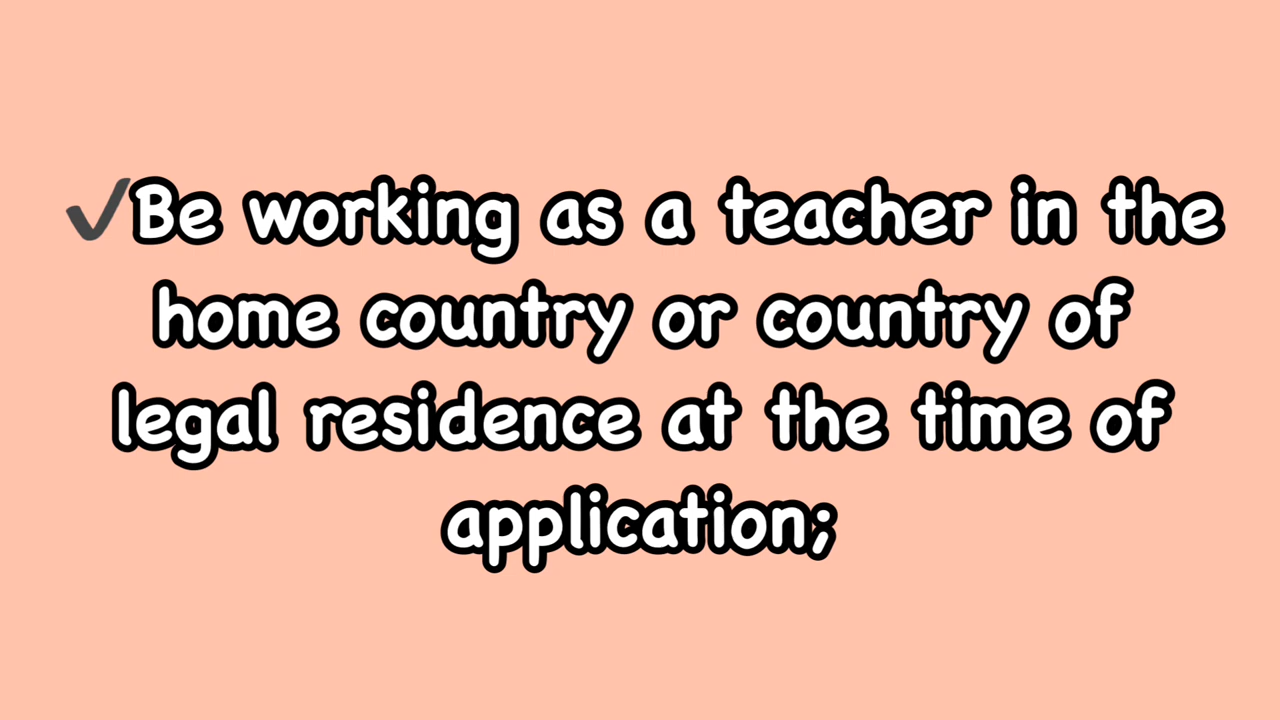 ✔Be working as a teacher in the
home country or country of
legal residence at the time of
application;